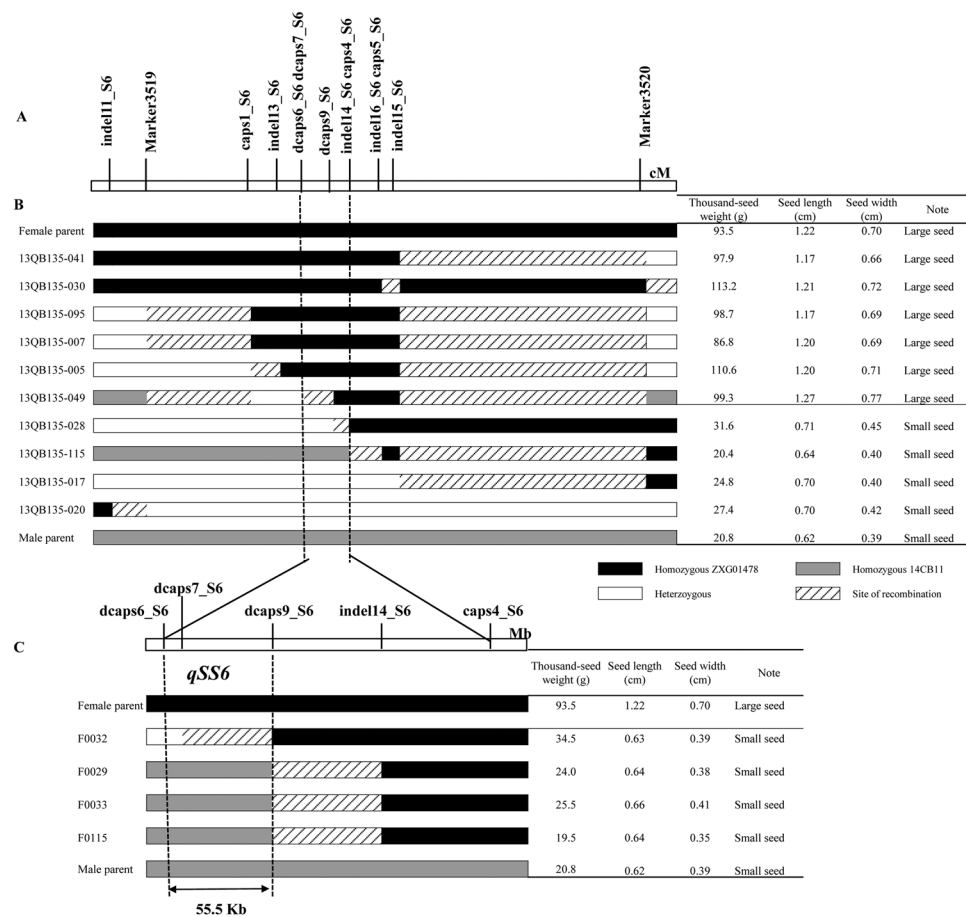 A
indel11_S6
Marker3519
caps1_S6
indel13_S6
dcaps6_S6 dcaps7_S6
dcaps9_S6
indel14_S6 caps4_S6
indel16_S6 caps5_S6
indel15_S6
Marker3520
cM
B
Thousand-seed weight (g) Seed length (cm) Seed width (cm) Note
Female parent 93.5 1.22 0.70 Large seed
13QB135-041 97.9 1.17 0.66 Large seed
13QB135-030 113.2 1.21 0.72 Large seed
13QB135-095 98.7 1.17 0.69 Large seed
13QB135-007 86.8 1.20 0.69 Large seed
13QB135-005 110.6 1.20 0.71 Large seed
13QB135-049 99.3 1.27 0.77 Large seed
13QB135-028 31.6 0.71 0.45 Small seed
13QB135-115 20.4 0.64 0.40 Small seed
13QB135-017 24.8 0.70 0.40 Small seed
13QB135-020 27.4 0.70 0.42 Small seed
Male parent 20.8 0.62 0.39 Small seed
Homozygous ZXG01478 Homozygous 14CB11
Heterzoygous Site of recombination
dcaps7_S6
dcaps6_S6 dcaps9_S6 indel14_S6 caps4_S6
Mb
C
qSS6
Thousand-seed weight (g) Seed length (cm) Seed width (cm) Note
Female parent 93.5 1.22 0.70 Large seed
F0032 34.5 0.63 0.39 Small seed
F0029 24.0 0.64 0.38 Small seed
F0033 25.5 0.66 0.41 Small seed
F0115 19.5 0.64 0.35 Small seed
Male parent 20.8 0.62 0.39 Small seed
55.5 Kb